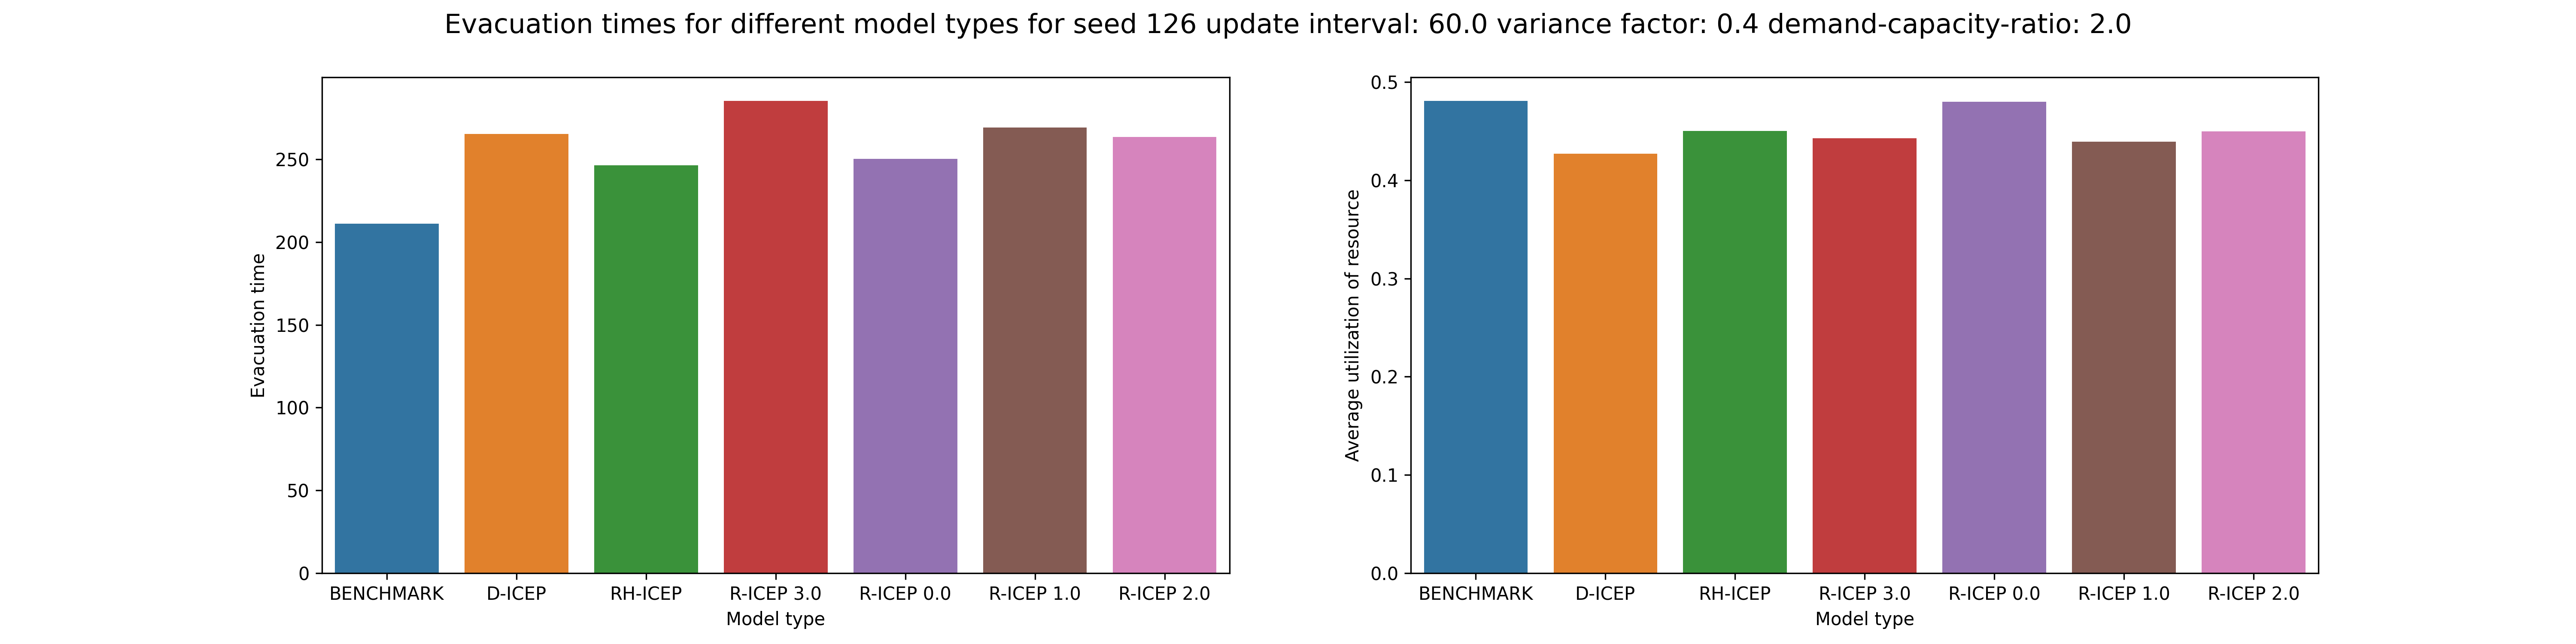 Evacuation times for different model types for seed 126 update interval: 60.0 variance factor: 0.4 demand-capacity-ratio: 2.0
Evacuation time
250
200
150
100
50
0
BENCHMARK D-ICEP RH-ICEP R-ICEP 3.0 R-ICEP 0.0 R-ICEP 1.0 R-ICEP 2.0
Model type
Average utilization of resource
0.5
0.4
0.3
0.2
0.1
0.0
BENCHMARK D-ICEP RH-ICEP R-ICEP 3.0 R-ICEP 0.0 R-ICEP 1.0 R-ICEP 2.0
Model type